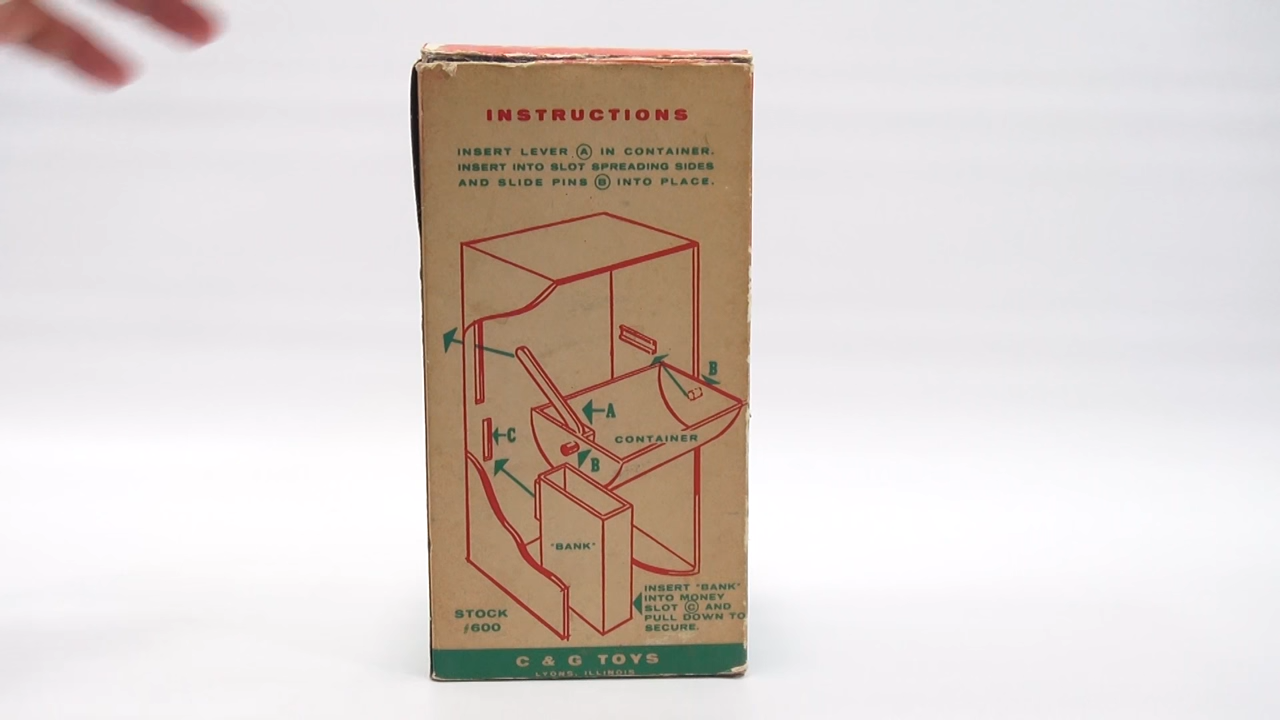 INSTRUCTIONS
INSERT LEVER A IN CONTAINER.
INSERT INTO SLOT SPREADING SIDES
AND SLIDE PINS B INTO PLACE.
B
A
CONTAINER
C
B
"BANK"
INSERT "BANK"
INTO MONEY
SLOT C AND
PULL DOWN TO
SECURE.
STOCK
#600
C & G TOYS
LYONS, ILLINOIS